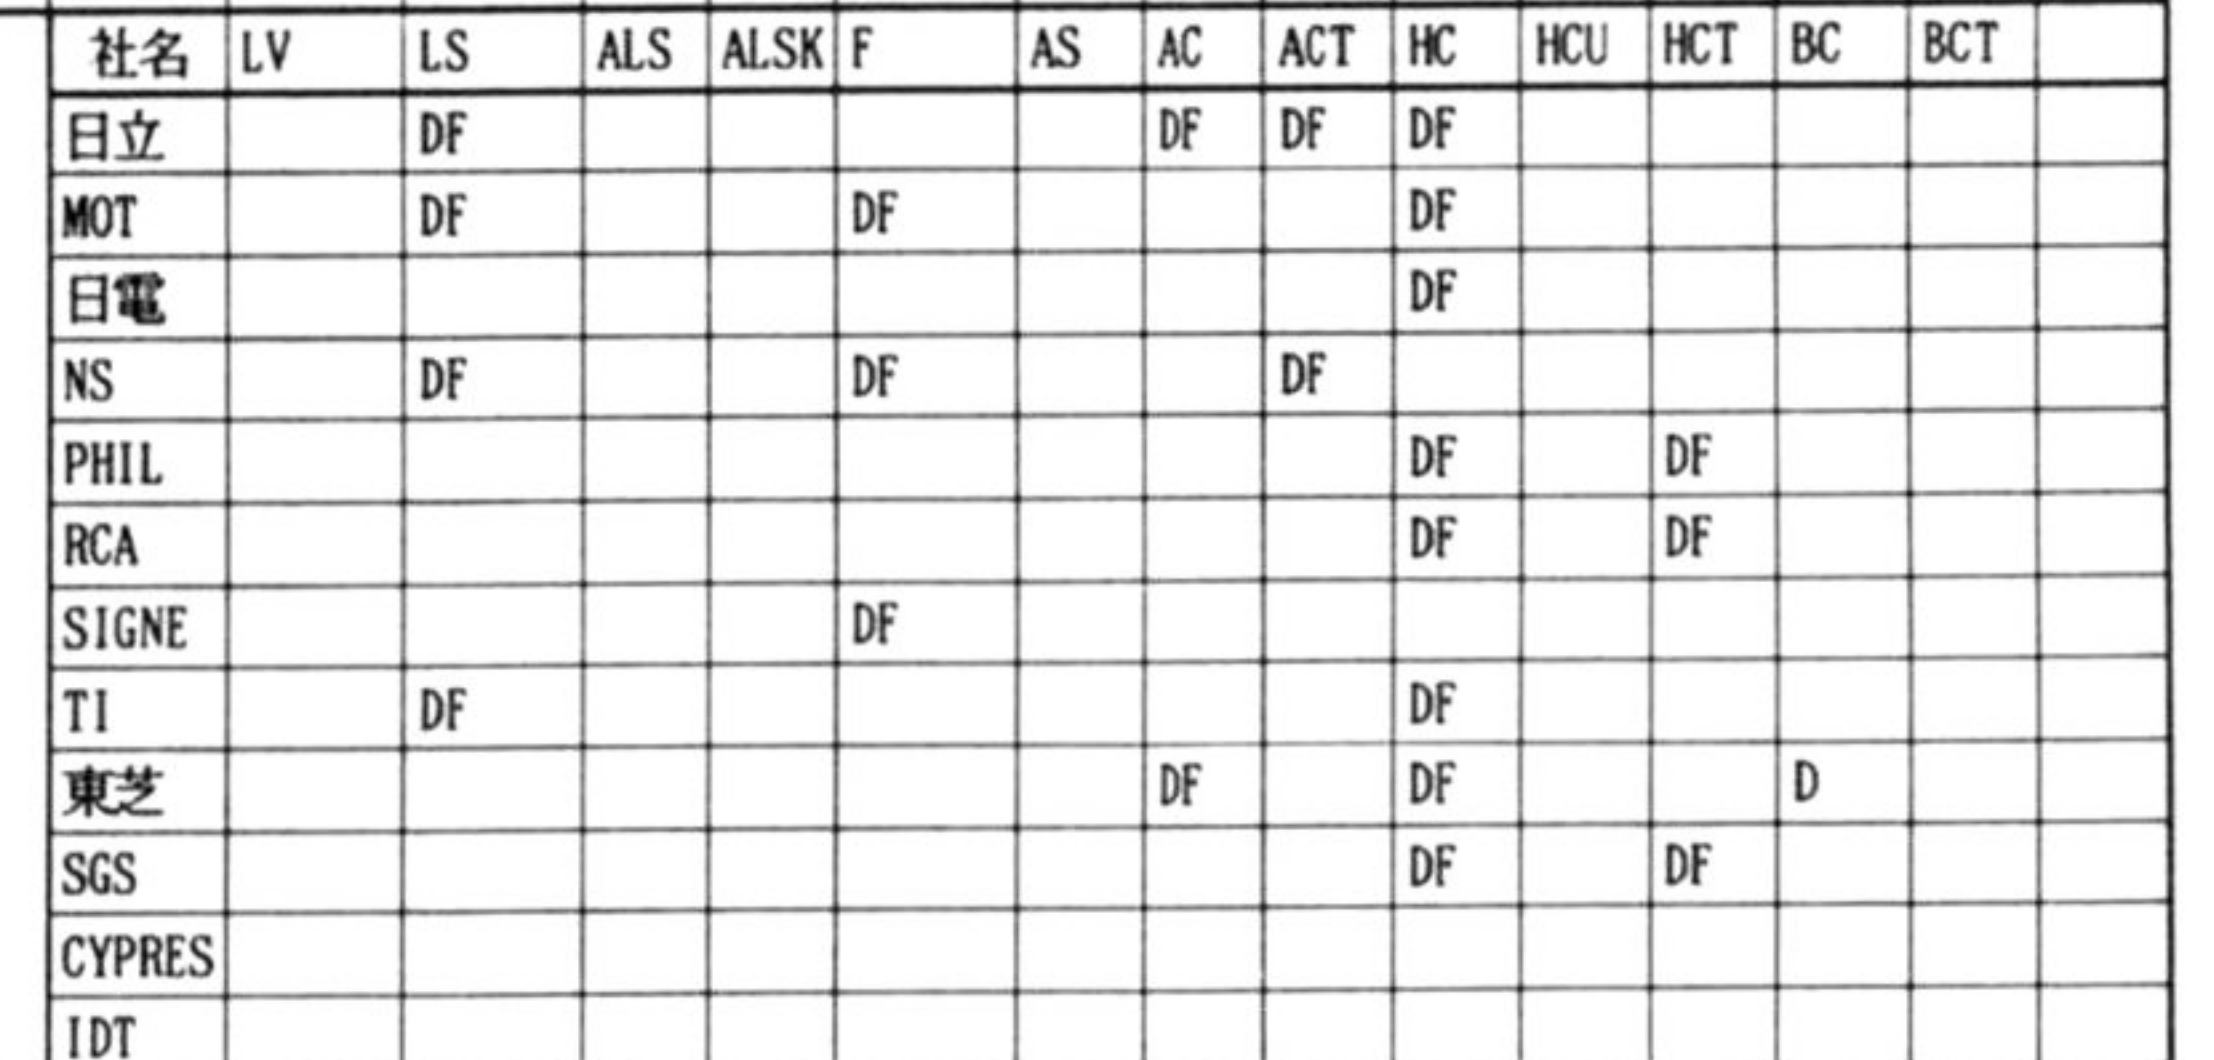 社名 LV LS ALS ALSK F AS AC ACT HC HCU HCT BC BCT
日立 DF DF DF DF
MOT DF DF DF
日電 DF
NS DF DF DF
PHIL DF DF
RCA DF DF
SIGNE DF
TI DF DF
東芝 DF DF D
SGS DF DF
CYPRES
IDT